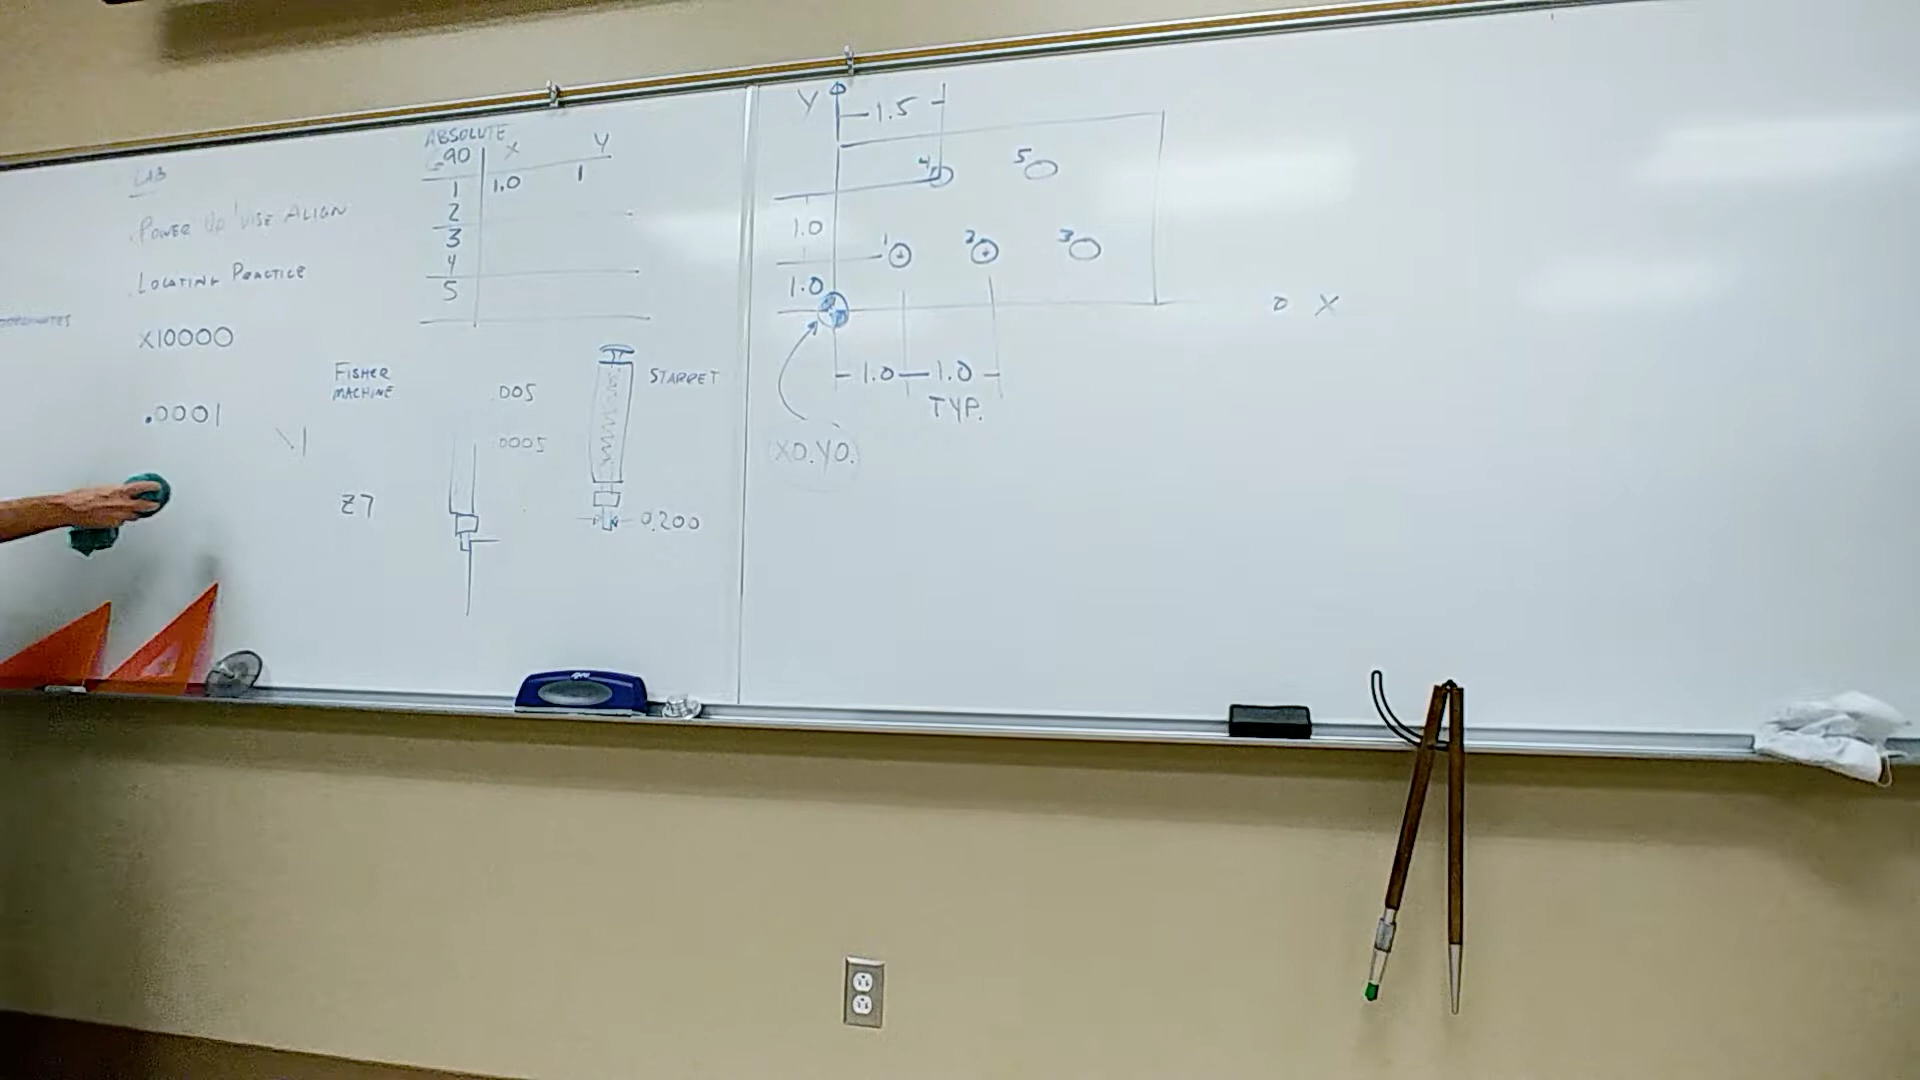 LAB
.POWER UP VISE ALIGN
.LOCATING PRACTICE
X10000
.0001
ABSOLUTE
G90 X Y
1 1.0 1
2
3
4
5
FISHER
MACHINE
.005
.0005
Z7
STARRET
0.200
Y
1.5
4
5
1.0
1
2
3
1.0
X
1.0 1.0
TYP.
X0.Y0.